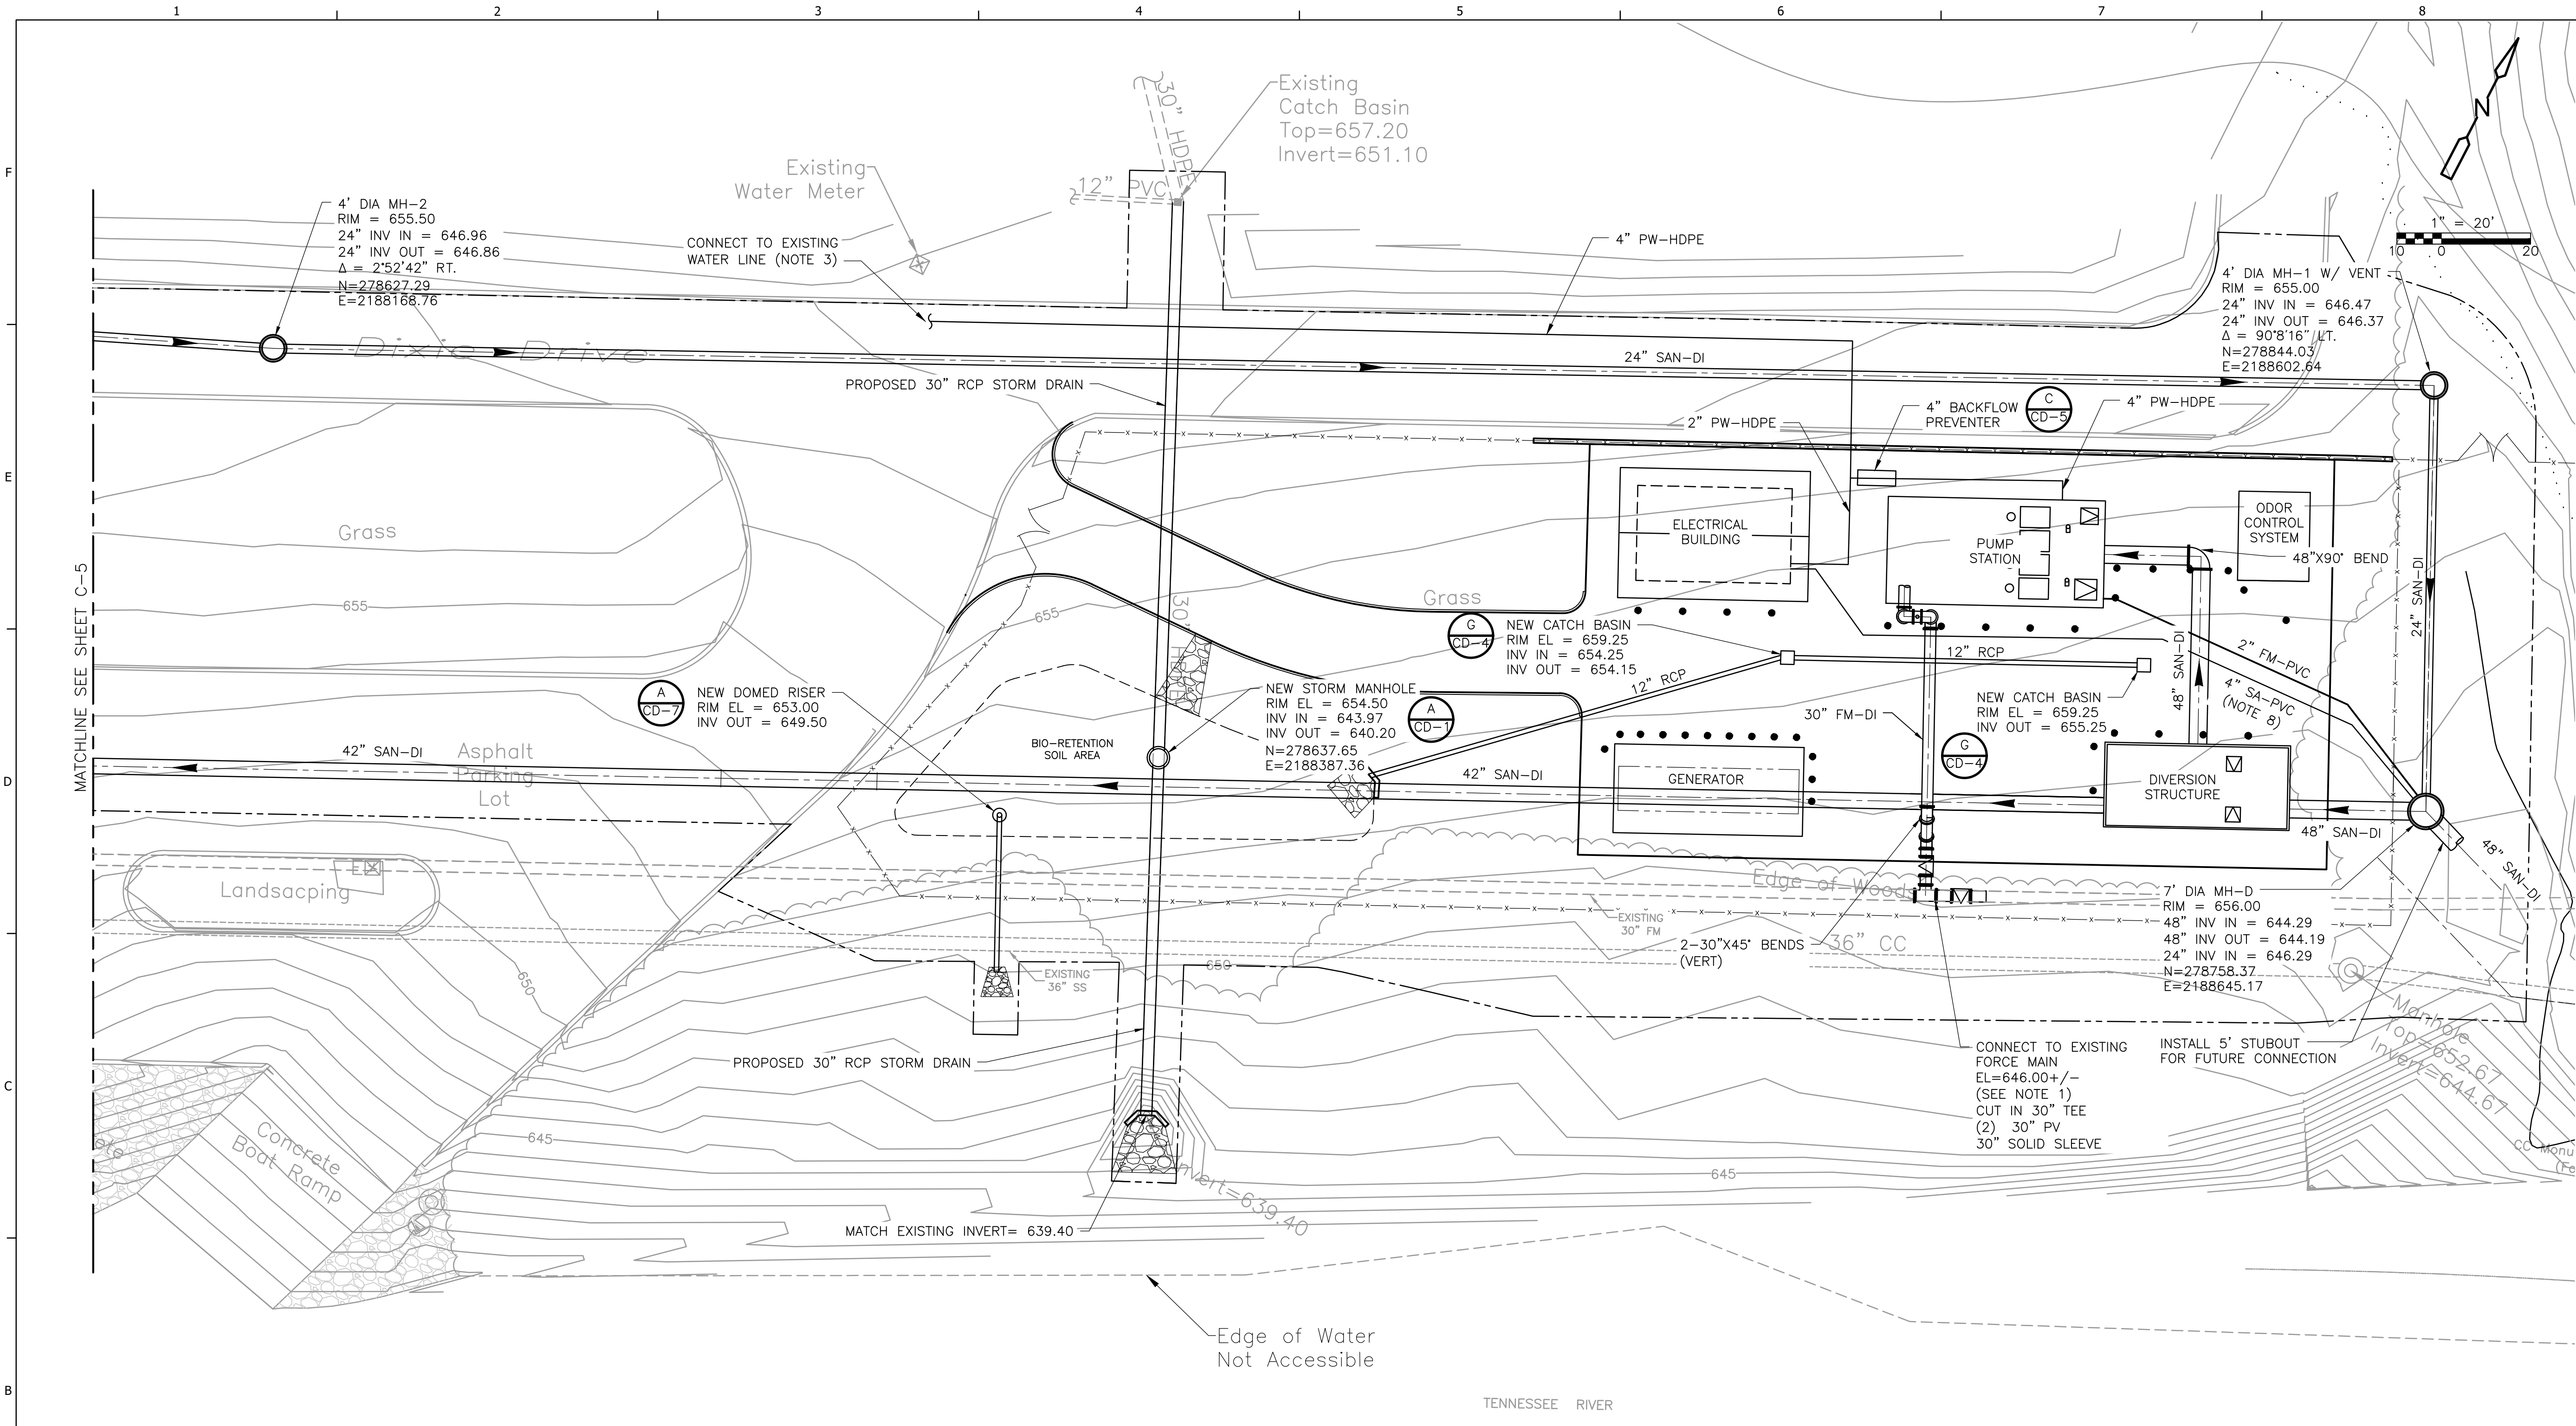 1
2
3
4
5
6
7
8
F
E
D
C
B
Existing
Catch Basin
Top=657.20
Invert=651.10
30" HDPE
12" PVC
Existing
Water Meter
4' DIA MH-2
RIM = 655.50
24" INV IN = 646.96
24" INV OUT = 646.86
Δ = 2°52'42" RT.
N=278627.29
E=2188168.76
CONNECT TO EXISTING
WATER LINE (NOTE 3)
4" PW-HDPE
N
1" = 20'
10 0 20
4' DIA MH-1 W/ VENT
RIM = 655.00
24" INV IN = 646.47
24" INV OUT = 646.37
Δ = 90°8'16" LT.
N=278844.03
E=2188602.64
Dixie Drive
24" SAN-DI
PROPOSED 30" RCP STORM DRAIN
2" PW-HDPE
4" BACKFLOW
PREVENTER
C
CD-5
4" PW-HDPE
Grass
ELECTRICAL
BUILDING
PUMP
STATION
ODOR
CONTROL
SYSTEM
48"X90° BEND
24" SAN-DI
MATCHLINE SEE SHEET C-5
655
655
Grass
G
CD-4
NEW CATCH BASIN
RIM EL = 659.25
INV IN = 654.25
INV OUT = 654.15
12" RCP
12" RCP
48" SAN-DI
2" FM-PVC
4" SA-PVC
(NOTE 8)
A
CD-7
NEW DOMED RISER
RIM EL = 653.00
INV OUT = 649.50
NEW STORM MANHOLE
RIM EL = 654.50
INV IN = 643.97
INV OUT = 640.20
N=278637.65
E=2188387.36
A
CD-1
BIO-RETENTION
SOIL AREA
30" FM-DI
NEW CATCH BASIN
RIM EL = 659.25
INV OUT = 655.25
G
CD-4
42" SAN-DI
Asphalt
Parking
Lot
42" SAN-DI
GENERATOR
DIVERSION
STRUCTURE
48" SAN-DI
48" SAN-DI
E
Landsacping
Edge of Woods
EXISTING
30" FM
7' DIA MH-D
RIM = 656.00
48" INV IN = 644.29
48" INV OUT = 644.19
24" INV IN = 646.29
N=278758.37
E=2188645.17
2-30"X45° BENDS
(VERT)
36" CC
650
EXISTING
36" SS
650
Manhole
Top=652.67
Invert=644.67
PROPOSED 30" RCP STORM DRAIN
CONNECT TO EXISTING
FORCE MAIN
EL=646.00+/-
(SEE NOTE 1)
CUT IN 30" TEE
(2) 30" PV
30" SOLID SLEEVE
INSTALL 5' STUBOUT
FOR FUTURE CONNECTION
Concrete
Boat Ramp
645
645
nvert=639.40
MATCH EXISTING INVERT= 639.40
Edge of Water
Not Accessible
TENNESSEE RIVER